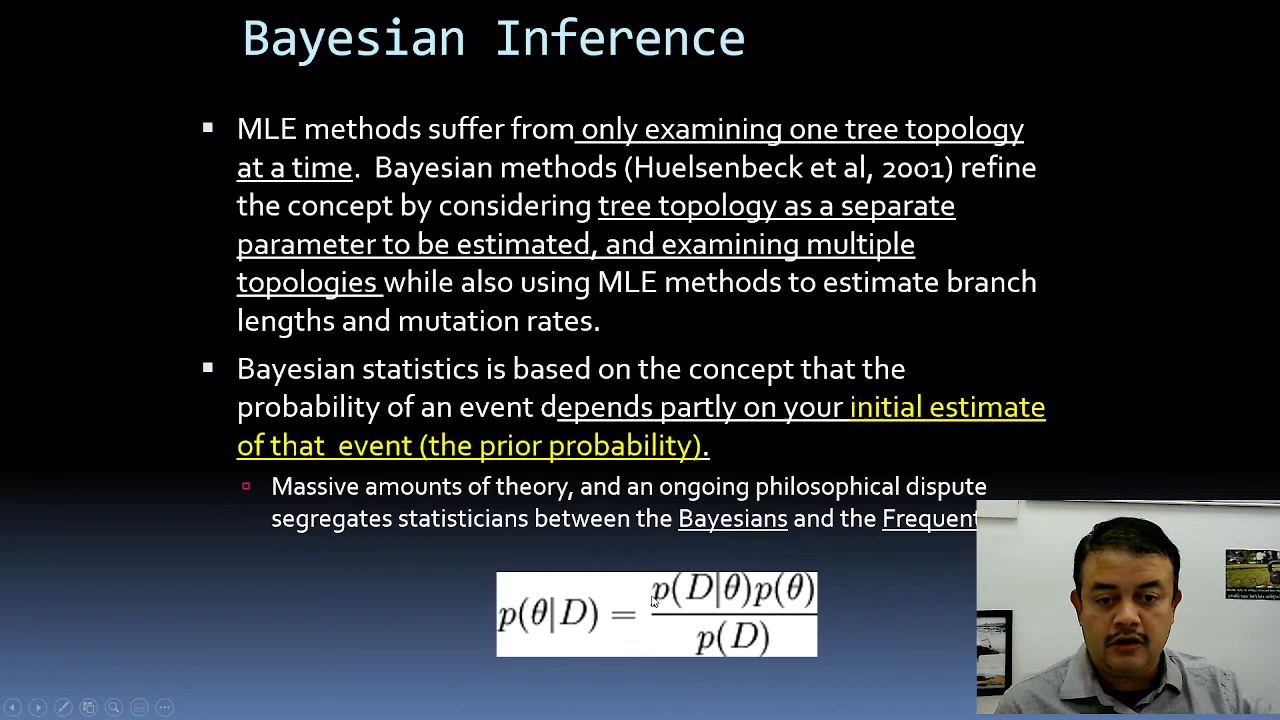 Bayesian Inference
MLE methods suffer from only examining one tree topology
at a time. Bayesian methods (Huelsenbeck et al, 2001) refine
the concept by considering tree topology as a separate
parameter to be estimated, and examining multiple
topologies while also using MLE methods to estimate branch
lengths and mutation rates.
Bayesian statistics is based on the concept that the
probability of an event depends partly on your initial estimate
of that event (the prior probability).
Massive amounts of theory, and an ongoing philosophical dispute
segregates statisticians between the Bayesians and the
p(θ|D) = p(D|θ)p(θ) / p(D)